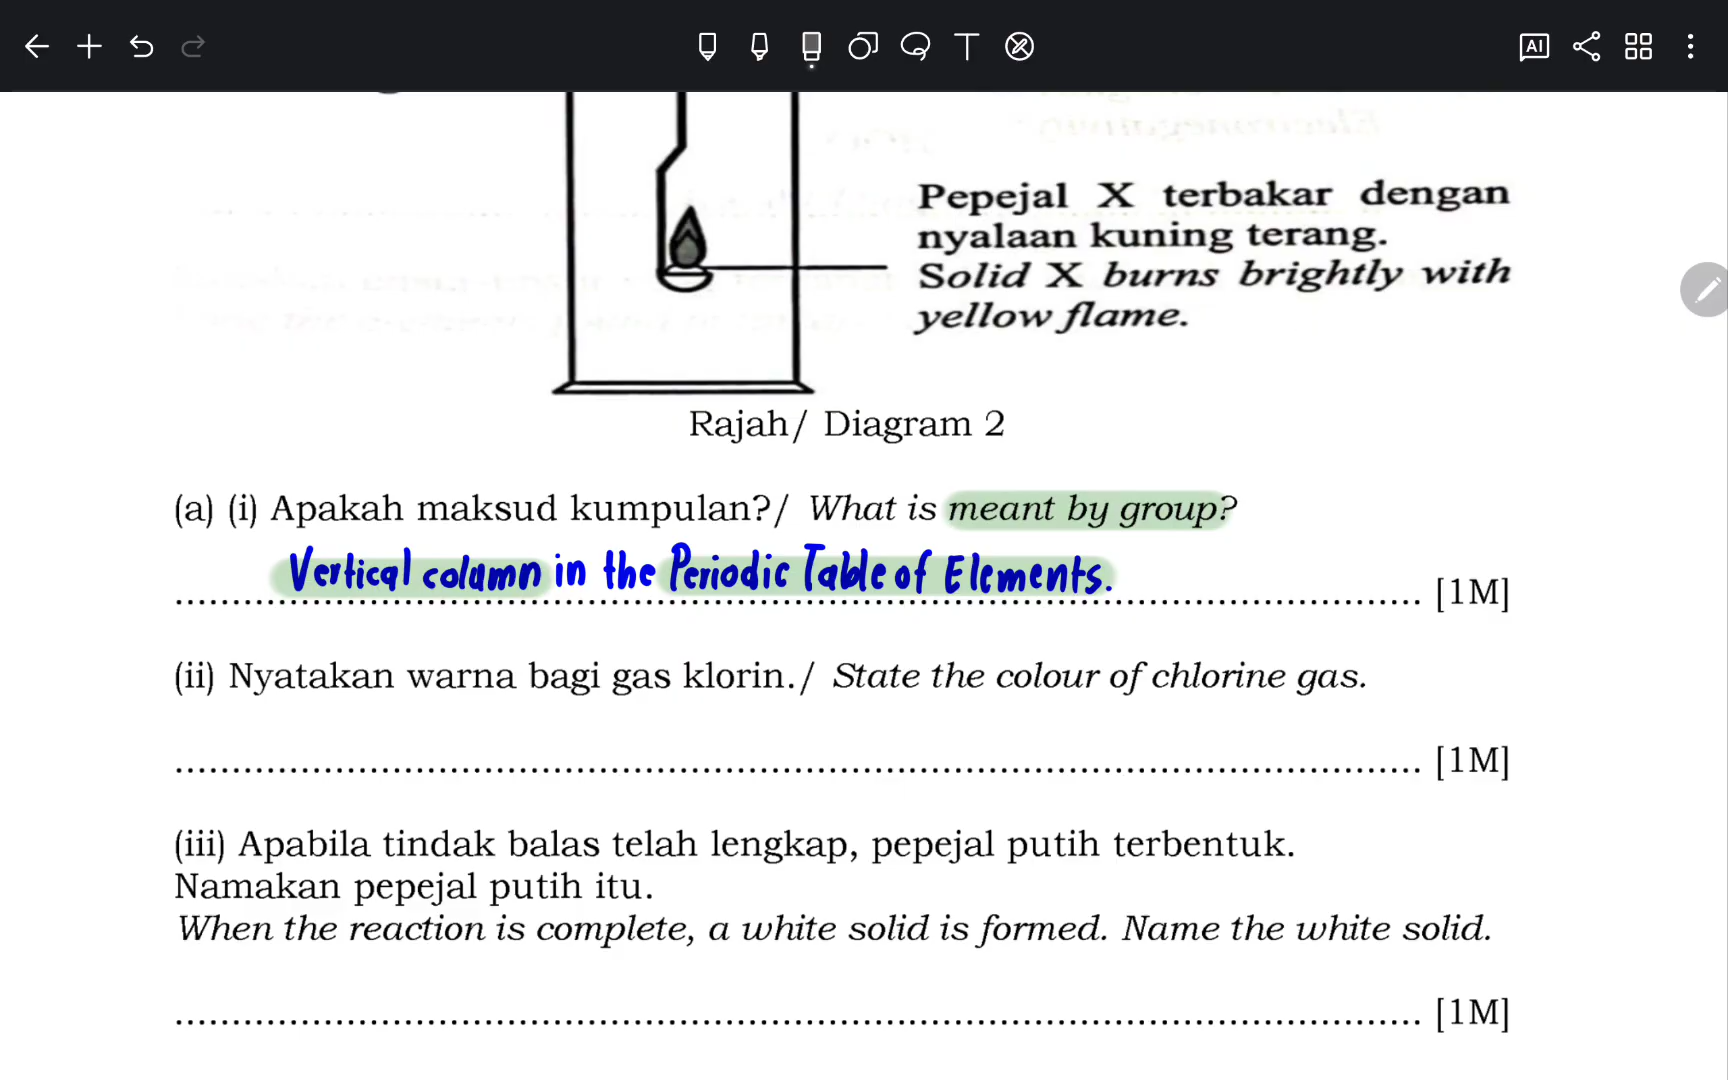 AI
Pepejal X terbakar dengan
nyalaan kuning terang.
Solid X burns brightly with
yellow flame.
Rajah/ Diagram 2
(a) (i) Apakah maksud kumpulan?/ What is meant by group?
Vertical column in the Periodic Table of Elements.
.......................................................................................... [1M]
(ii) Nyatakan warna bagi gas klorin./ State the colour of chlorine gas.
.......................................................................................... [1M]
(iii) Apabila tindak balas telah lengkap, pepejal putih terbentuk.
Namakan pepejal putih itu.
When the reaction is complete, a white solid is formed. Name the white solid.
.......................................................................................... [1M]